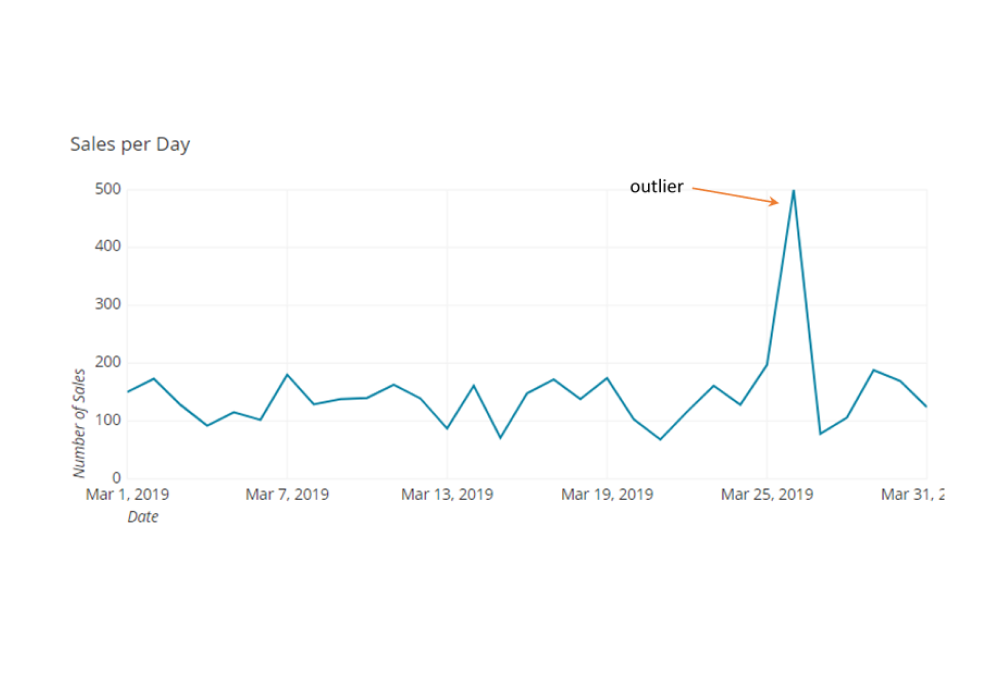 Sales per Day
outlier
500
400
300
200
100
0
Number of Sales
Mar 1, 2019 Mar 7, 2019 Mar 13, 2019 Mar 19, 2019 Mar 25, 2019 Mar 31, 2
Date